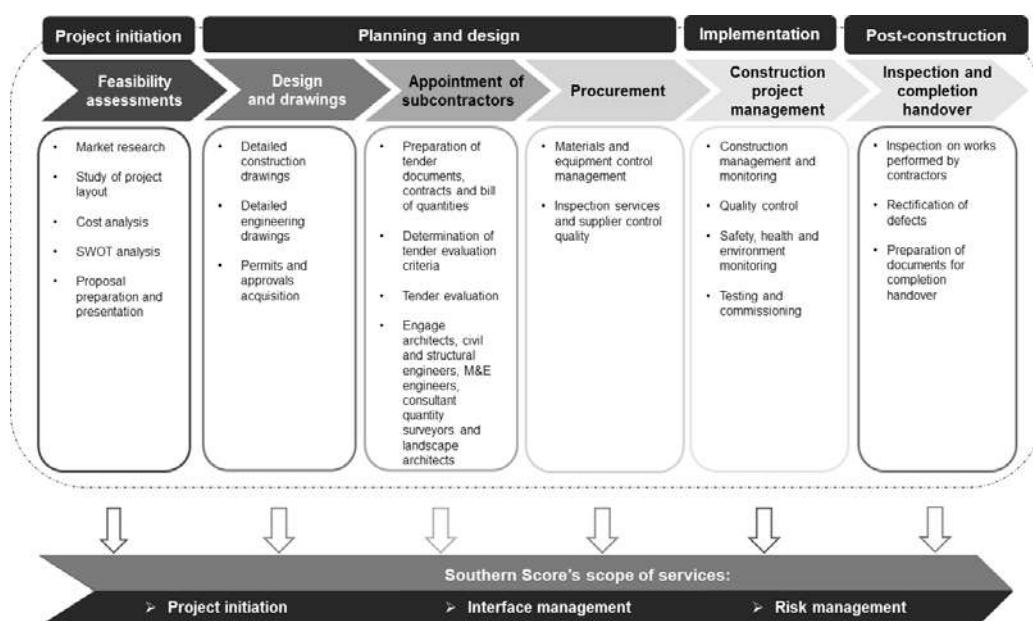 Project initiation
Planning and design
Implementation
Post-construction
Feasibility
assessments
Design
and drawings
Appointment of
subcontractors
Procurement
Construction
project
management
Inspection and
completion
handover
• Market research
• Study of project
layout
• Cost analysis
• SWOT analysis
• Proposal
preparation and
presentation
• Detailed
construction
drawings
• Detailed
engineering
drawings
• Permits and
approvals
acquisition
• Preparation of
tender
documents,
contracts and bill
of quantities
• Determination of
tender evaluation
criteria
• Tender evaluation
• Engage
architects, civil
and structural
engineers, M&E
engineers,
consultant
quantity
surveyors and
landscape
architects
• Materials and
equipment control
management
• Inspection services
and supplier control
quality
• Construction
management and
monitoring
• Quality control
• Safety, health and
environment
monitoring
• Testing and
commissioning
• Inspection on works
performed by
contractors
• Rectification of
defects
• Preparation of
documents for
completion
handover
Southern Score's scope of services:
➢ Project initiation
➢ Interface management
➢ Risk management